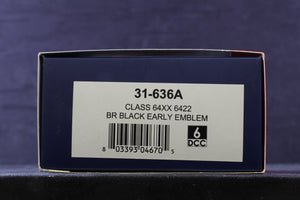 31-636A
CLASS 64XX 6422
BR BLACK EARLY EMBLEM
6
DCC
8 03393 04670 5